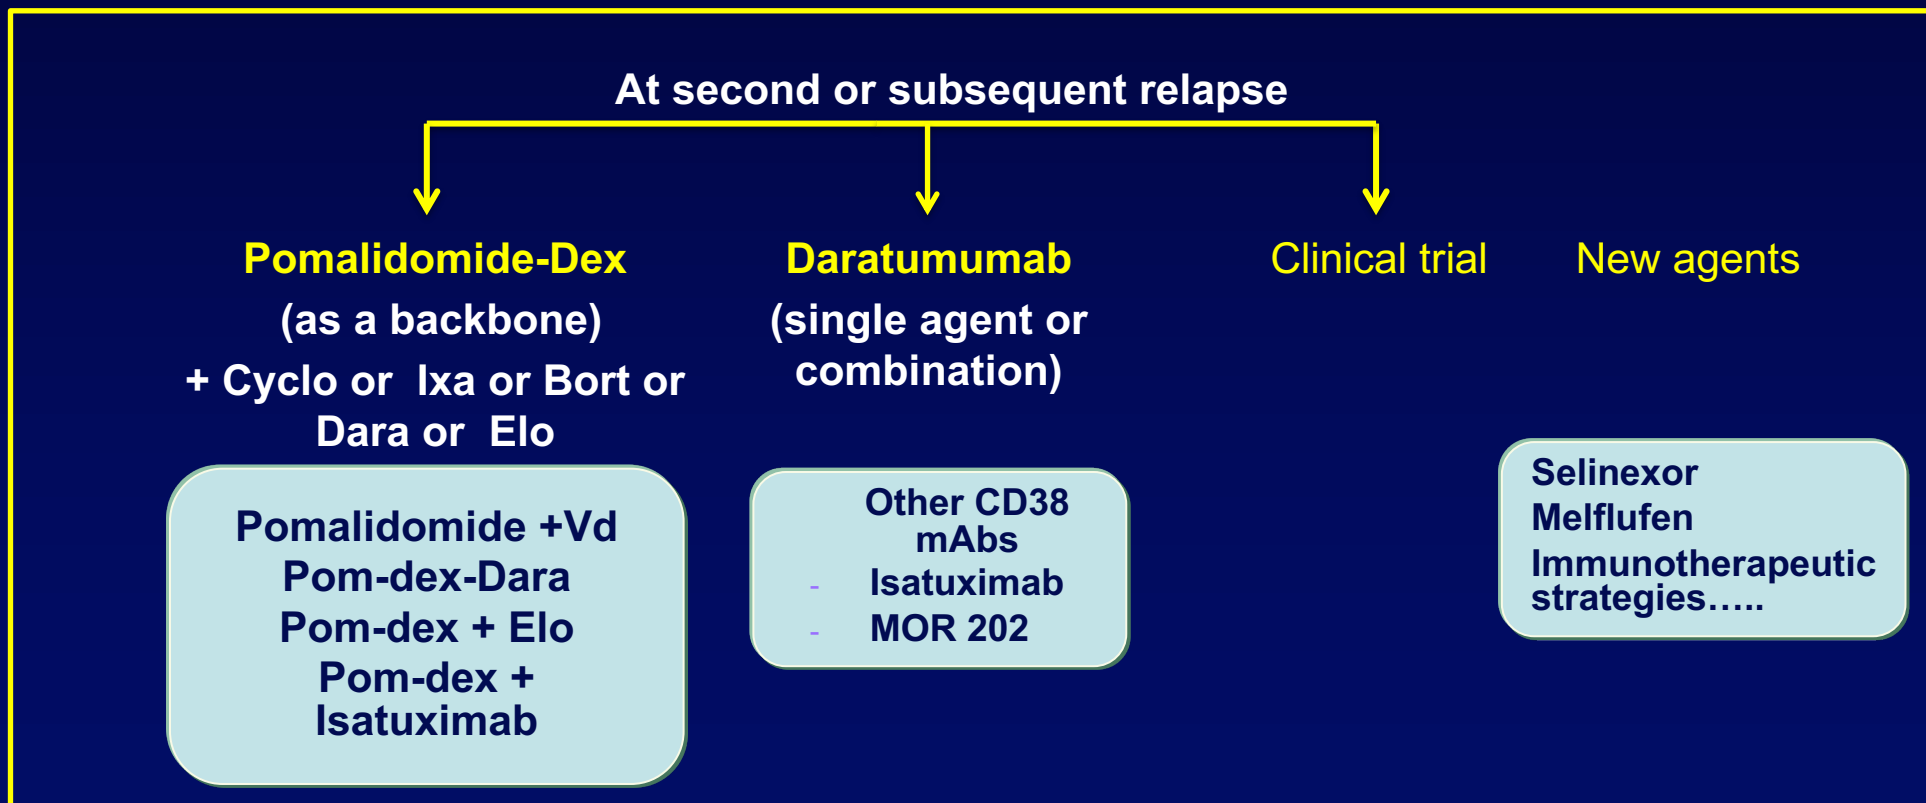 At second or subsequent relapse
Pomalidomide-Dex
(as a backbone)
+ Cyclo or Ixa or Bort or
Dara or Elo
Pomalidomide +Vd
Pom-dex-Dara
Pom-dex + Elo
Pom-dex +
Isatuximab
Daratumumab
(single agent or
combination)
Other CD38
mAbs
- Isatuximab
- MOR 202
Clinical trial
New agents
Selinexor
Melflufen
Immunotherapeutic
strategies…..